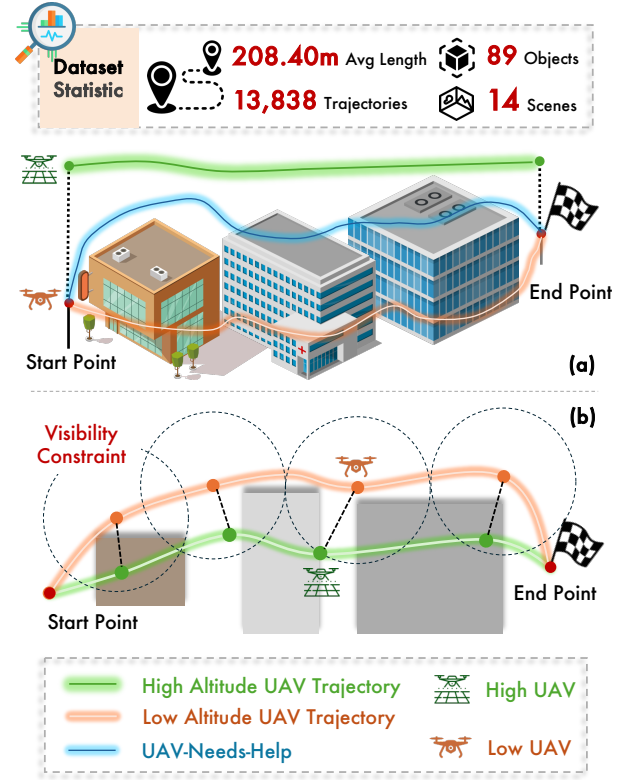 Dataset
Statistic
208.40m Avg Length
89 Objects
13,838 Trajectories
14 Scenes
End Point
Start Point
(a)
(b)
Visibility
Constraint
Start Point
End Point
High Altitude UAV Trajectory
High UAV
Low Altitude UAV Trajectory
UAV-Needs-Help
Low UAV